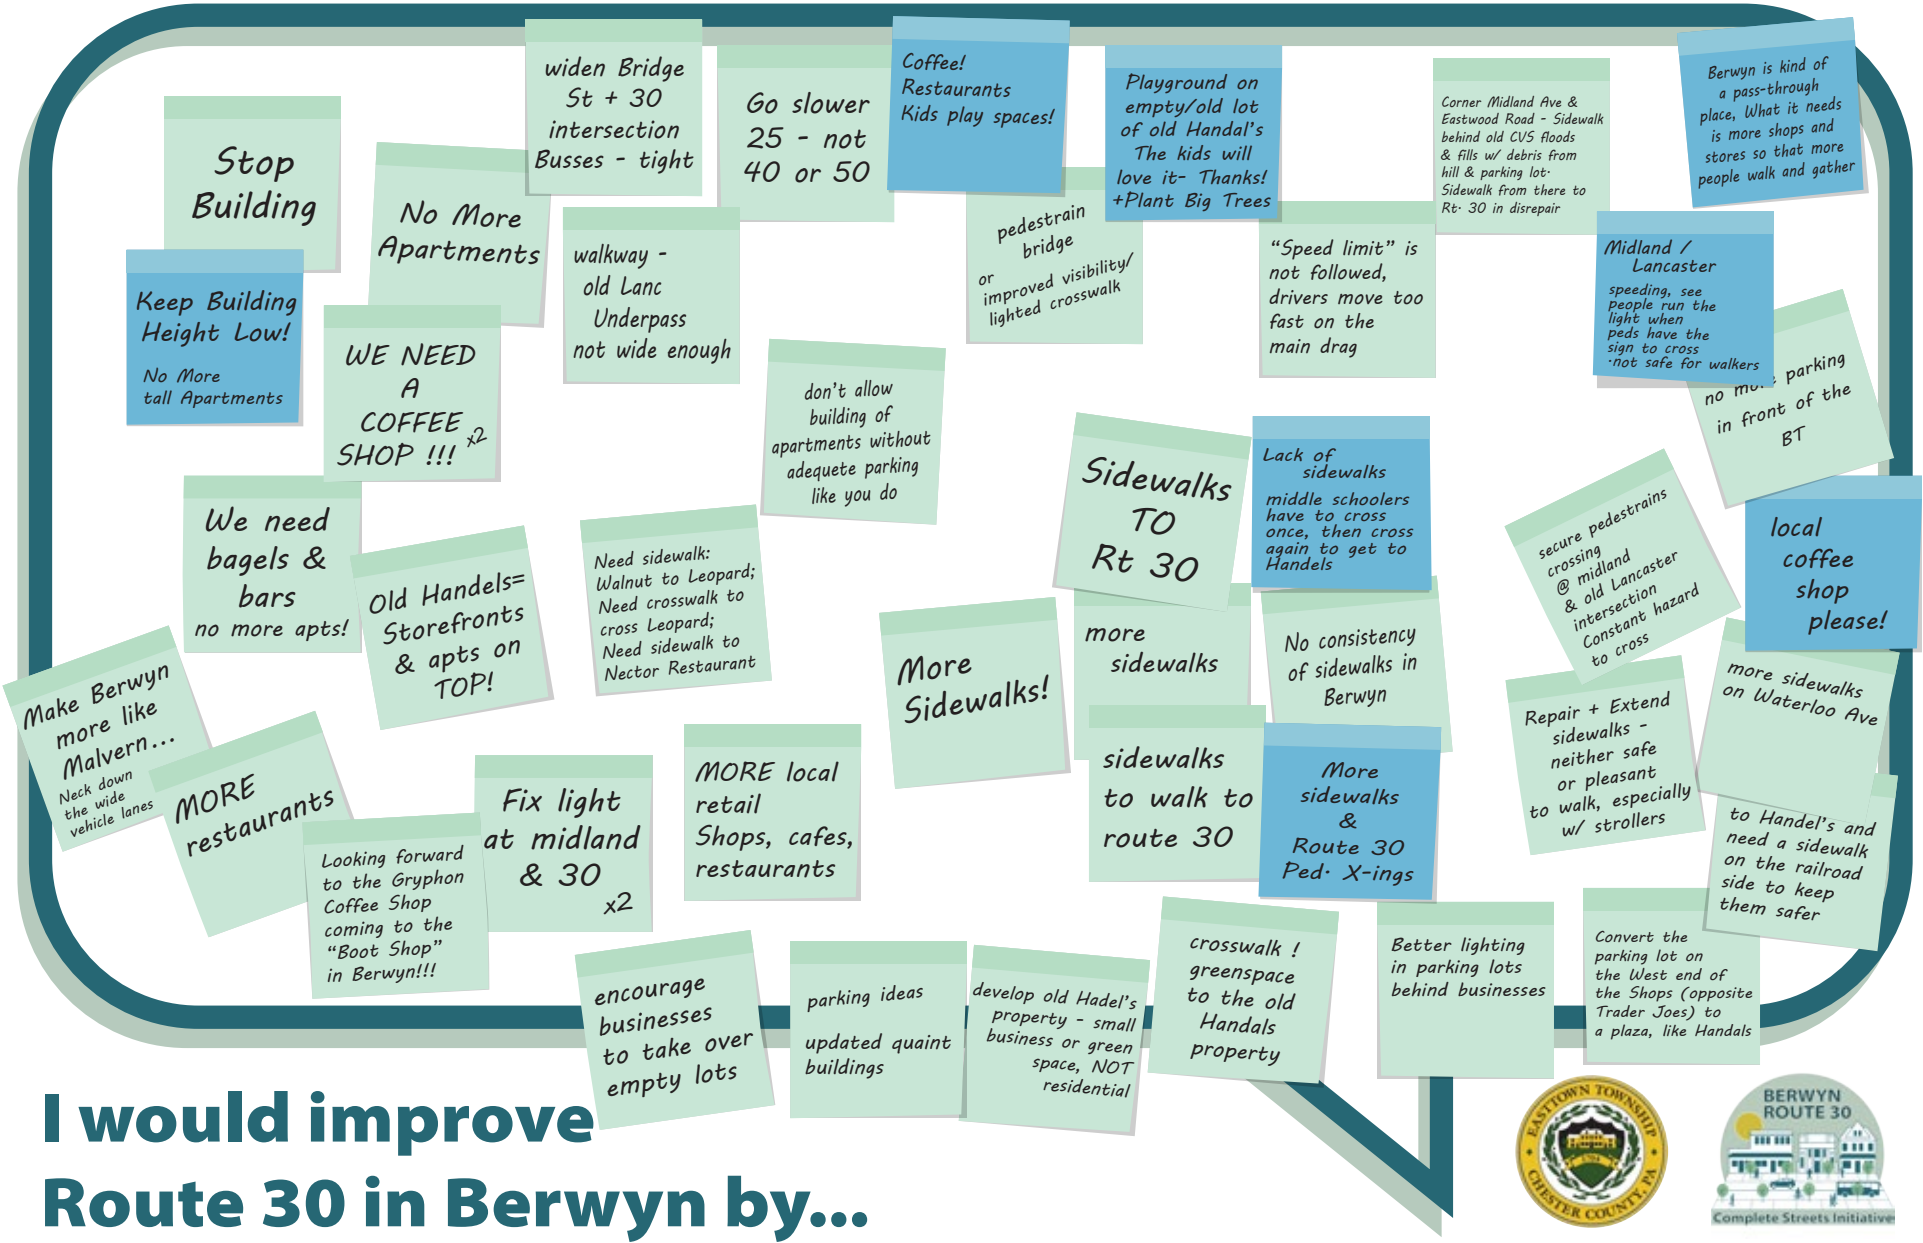 widen Bridge
St + 30
intersection
Busses - tight
Go slower
25 - not
40 or 50
Coffee!
Restaurants
Kids play spaces!
Playground on
empty/old lot
of old Handal's
The kids will
love it- Thanks!
+Plant Big Trees
Corner Midland Ave &
Eastwood Road - Sidewalk
behind old CVS floods
& fills w/ debris from
hill & parking lot.
Sidewalk from there to
Rt. 30 in disrepair
Berwyn is kind of
a pass-through
place, What it needs
is more shops and
stores so that more
people walk and gather
Stop
Building
No More
Apartments
walkway -
old Lanc
Underpass
not wide enough
pedestrain
bridge
or
improved visibility/
lighted crosswalk
"Speed limit" is
not followed,
drivers move too
fast on the
main drag
Midland /
Lancaster
speeding, see
people run the
light when
peds have the
sign to cross
·not safe for walkers
Keep Building
Height Low!
No More
tall Apartments
WE NEED
A
COFFEE
SHOP !!! x2
don't allow
building of
apartments without
adequete parking
like you do
no more parking
in front of the
BT
Sidewalks
TO
Rt 30
Lack of
sidewalks
middle schoolers
have to cross
once, then cross
again to get to
Handels
We need
bagels &
bars
no more apts!
Old Handels=
Storefronts
& apts on
TOP!
Need sidewalk:
Walnut to Leopard;
Need crosswalk to
cross Leopard;
Need sidewalk to
Nector Restaurant
secure pedestrains
crossing
@ midland
& old Lancaster
intersection
Constant hazard
to cross
local
coffee
shop
please!
More
Sidewalks!
more
sidewalks
No consistency
of sidewalks in
Berwyn
Make Berwyn
more like
Malvern...
Neck down
the wide
vehicle lanes
MORE
restaurants
Looking forward
to the Gryphon
Coffee Shop
coming to the
"Boot Shop"
in Berwyn!!!
Fix light
at midland
& 30
x2
MORE local
retail
Shops, cafes,
restaurants
sidewalks
to walk to
route 30
More
sidewalks
&
Route 30
Ped. X-ings
Repair + Extend
sidewalks -
neither safe
or pleasant
to walk, especially
w/ strollers
more sidewalks
on Waterloo Ave
to Handel's and
need a sidewalk
on the railroad
side to keep
them safer
encourage
businesses
to take over
empty lots
parking ideas
updated quaint
buildings
develop old Hadel's
property - small
business or green
space, NOT
residential
crosswalk !
greenspace
to the old
Handals
property
Better lighting
in parking lots
behind businesses
Convert the
parking lot on
the West end of
the Shops (opposite
Trader Joes) to
a plaza, like Handals
I would improve
Route 30 in Berwyn by...
EASTTOWN TOWNSHIP
1704
CHESTER COUNTY, PA
BERWYN
ROUTE 30
Complete Streets Initiative